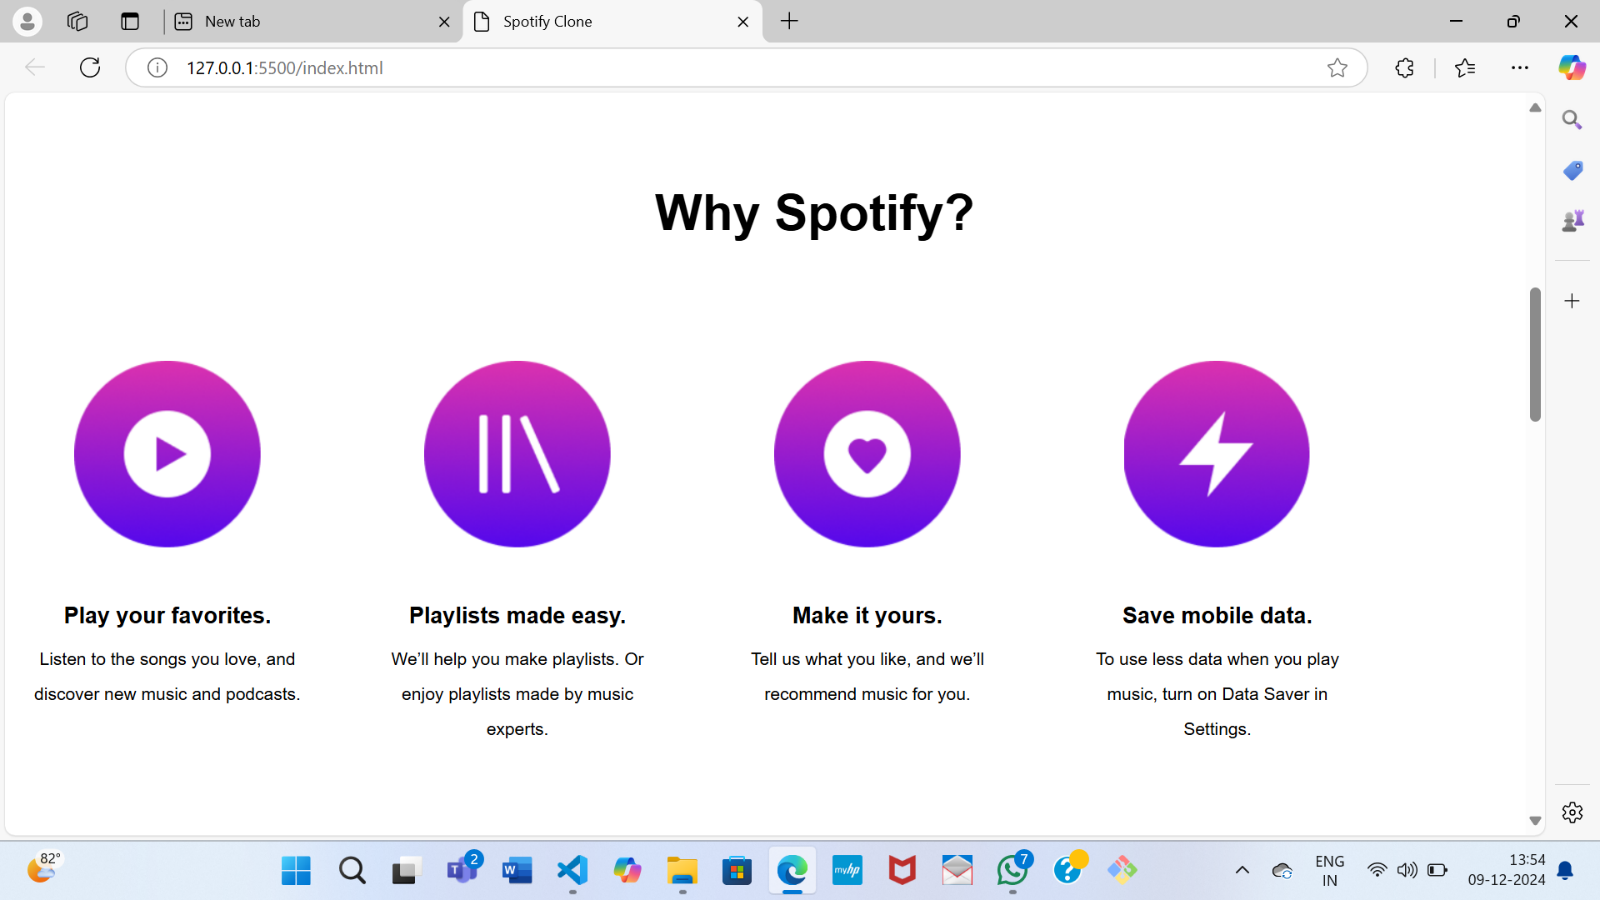 New tab
Spotify Clone
127.0.0.1:5500/index.html
Why Spotify?
Play your favorites.
Listen to the songs you love, and
discover new music and podcasts.
Playlists made easy.
We’ll help you make playlists. Or
enjoy playlists made by music
experts.
Make it yours.
Tell us what you like, and we’ll
recommend music for you.
Save mobile data.
To use less data when you play
music, turn on Data Saver in
Settings.
82°
T
2
W
myhp
7
?
ENG
IN
13:54
09-12-2024